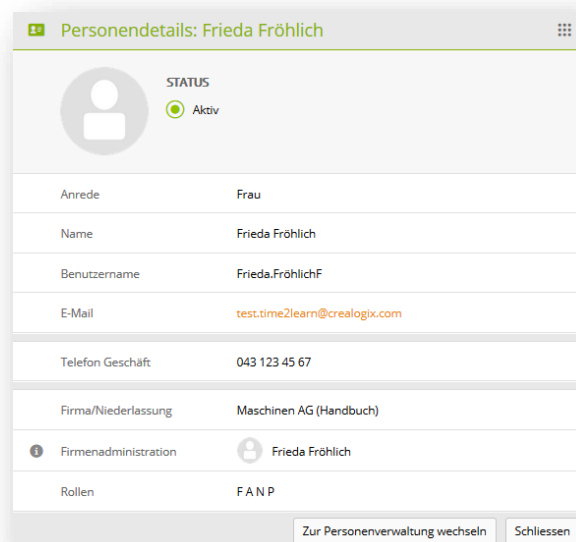 Personendetails: Frieda Fröhlich
STATUS
Aktiv
Anrede Frau
Name Frieda Fröhlich
Benutzername Frieda.FröhlichF
E-Mail test.time2learn@crealogix.com
Telefon Geschäft 043 123 45 67
Firma/Niederlassung Maschinen AG (Handbuch)
Firmenadministration Frieda Fröhlich
Rollen F A N P
Zur Personenverwaltung wechseln Schliessen